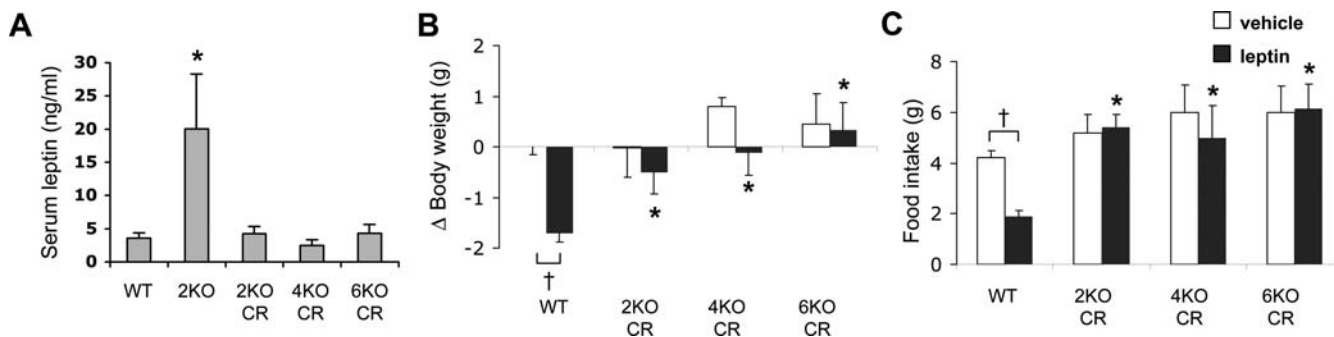 A
Serum leptin (ng/ml)
30
25
20
15
10
5
0
*
WT
2KO
2KO
CR
4KO
CR
6KO
CR
B
Δ Body weight (g)
2
1
0
-1
-2
†
*
*
*
WT
2KO
CR
4KO
CR
6KO
CR
C
vehicle
leptin
Food intake (g)
8
6
4
2
0
†
*
*
*
WT
2KO
CR
4KO
CR
6KO
CR